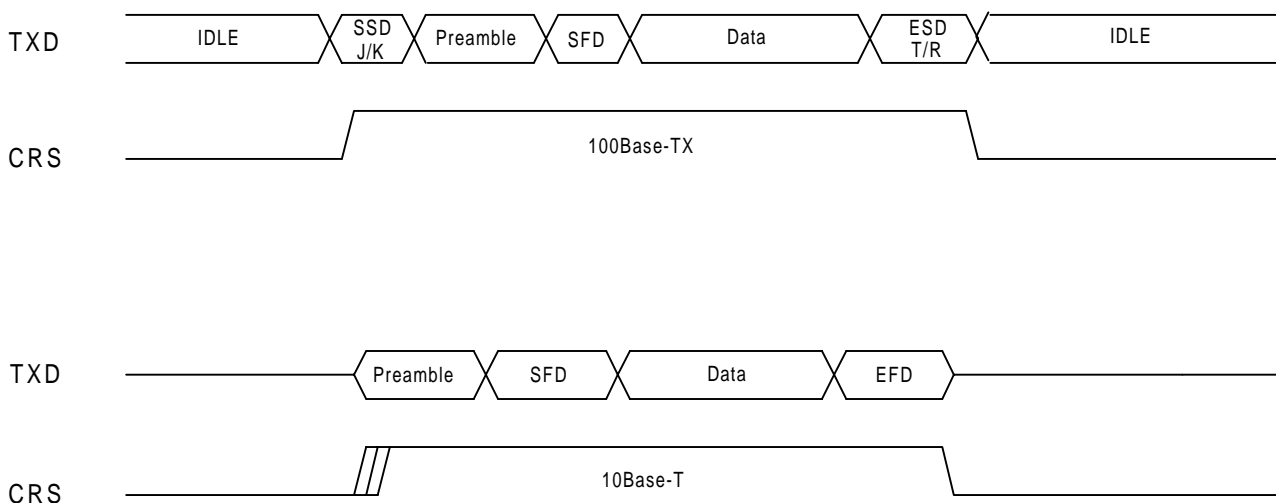 TXD IDLE SSD J/K Preamble SFD Data ESD T/R IDLE
CRS 100Base-TX
TXD Preamble SFD Data EFD
CRS 10Base-T